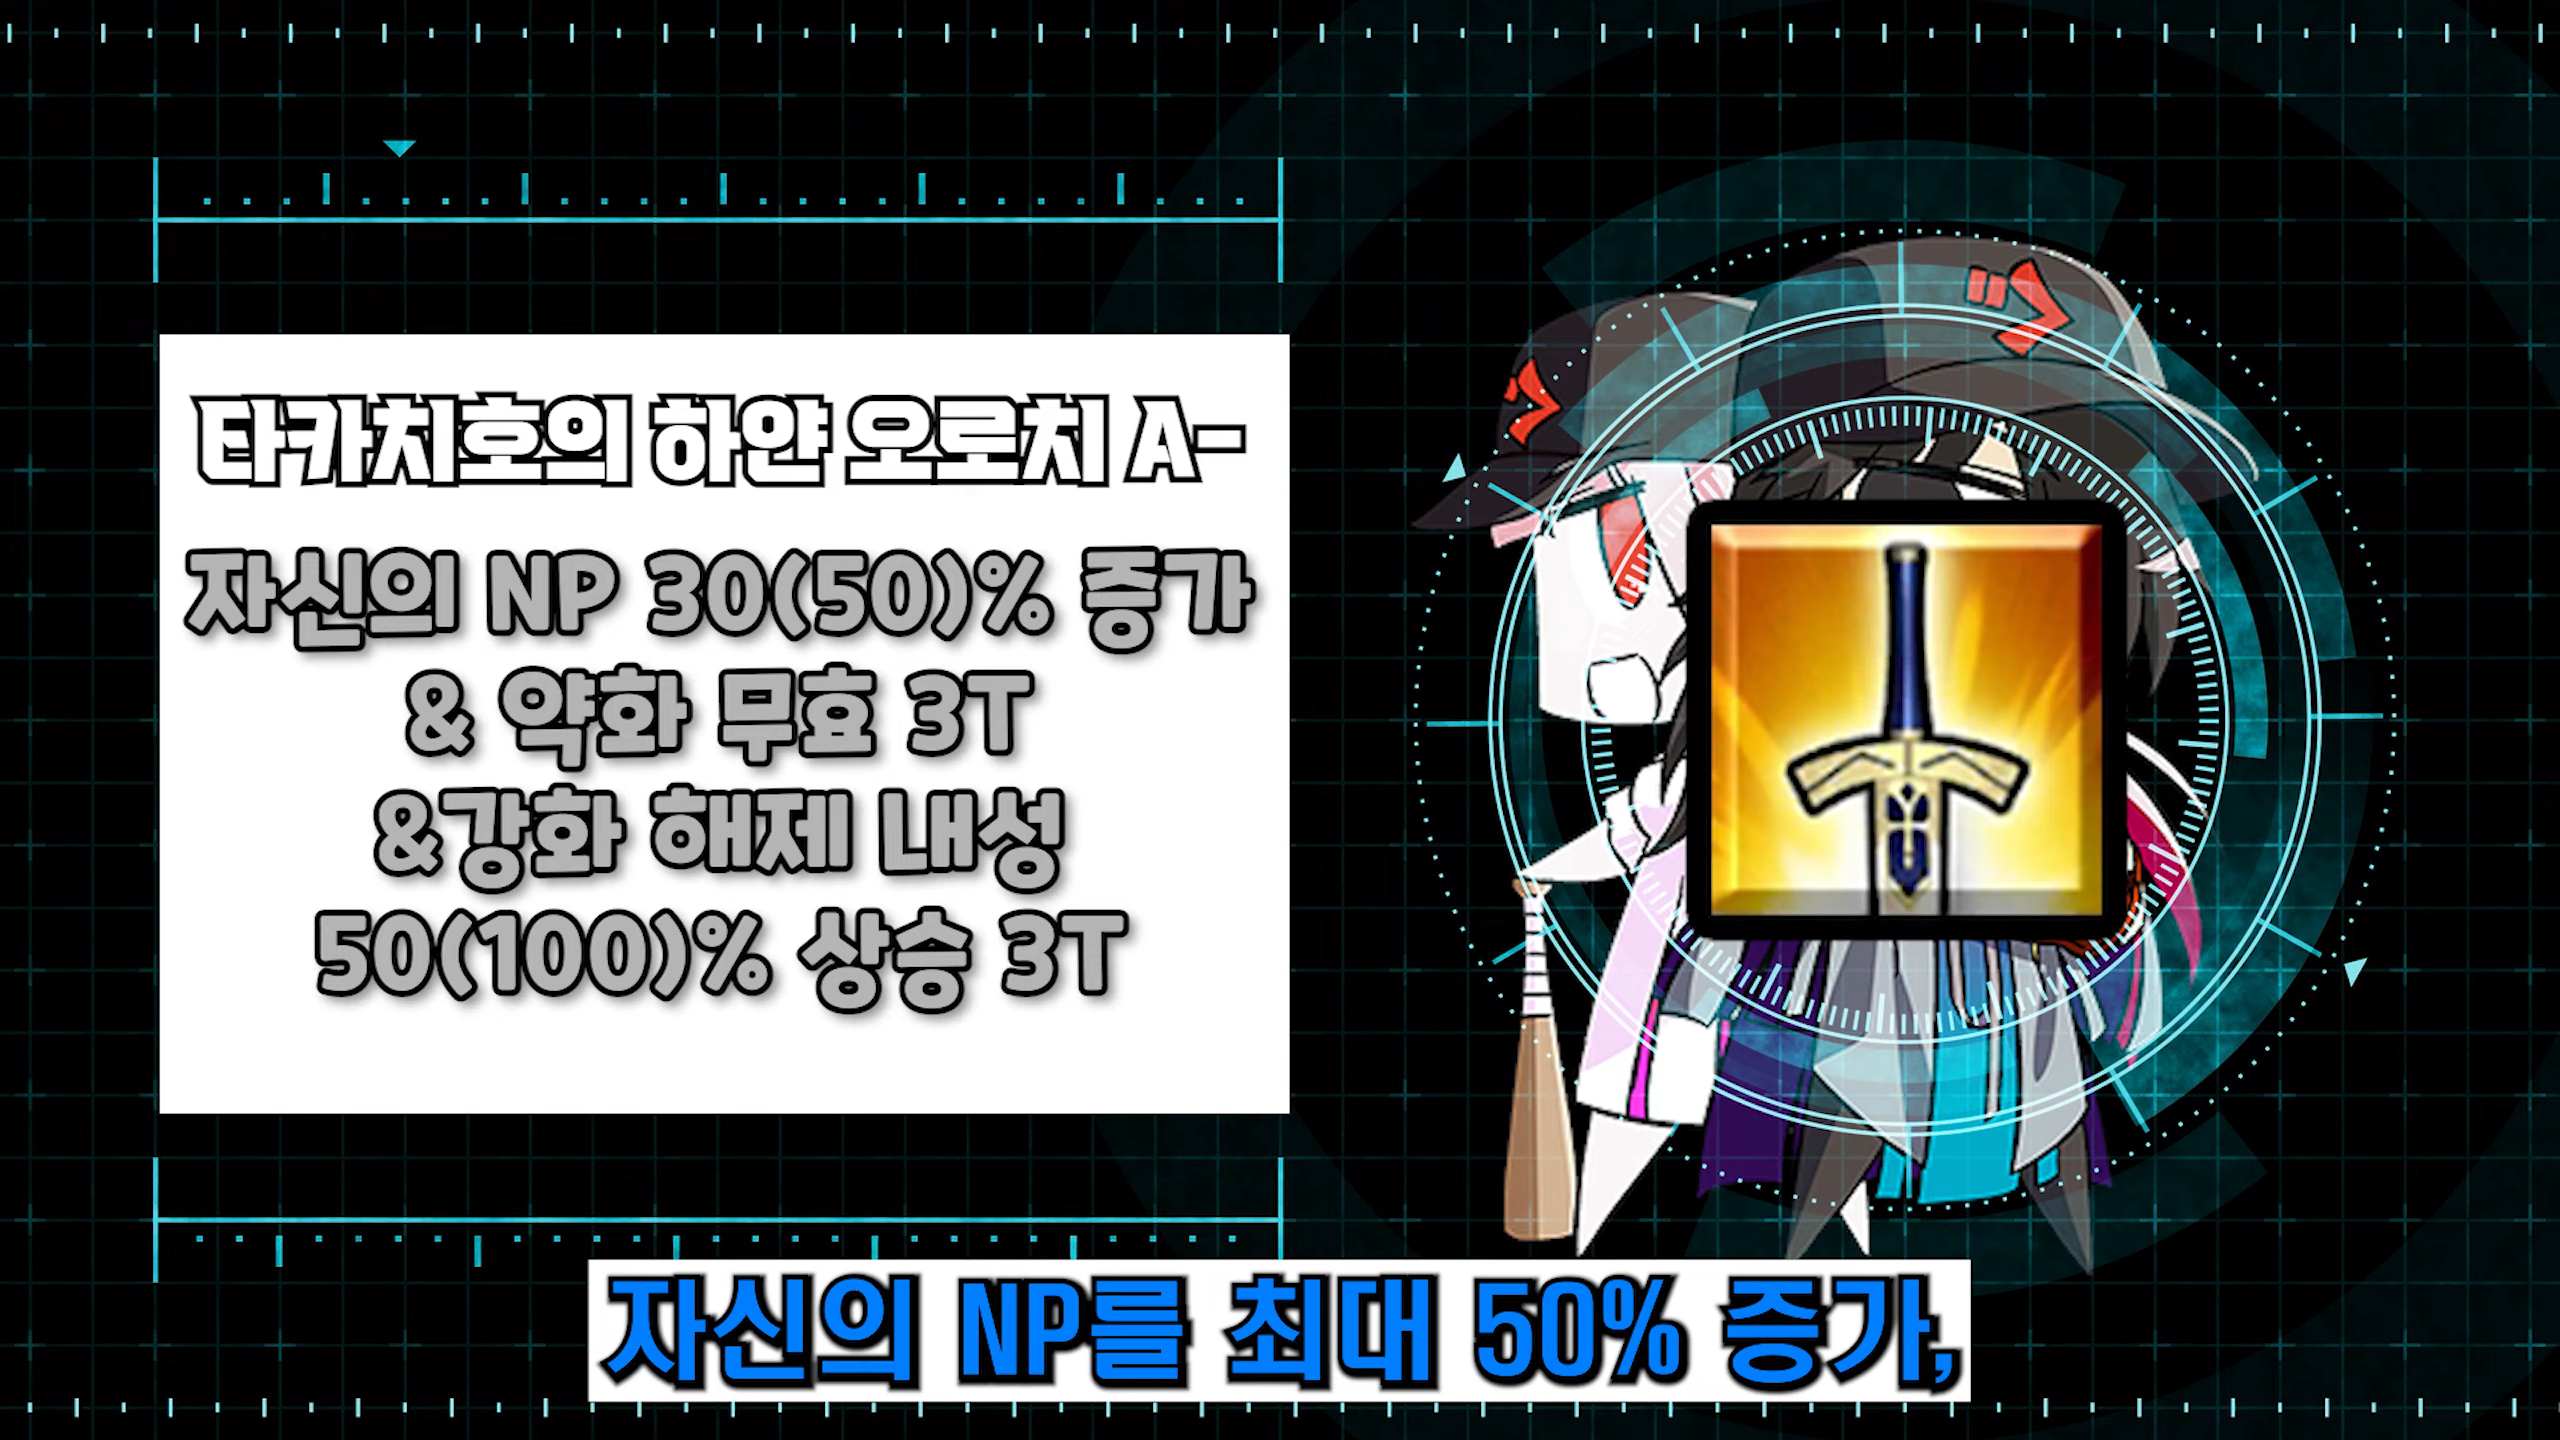 타카치호의 하얀 오로치 A-
자신의 NP 30(50)% 증가
& 약화 무효 3T
&강화 해제 내성
50(100)% 상승 3T
ツ
자신의 NP를 최대 50% 증가,